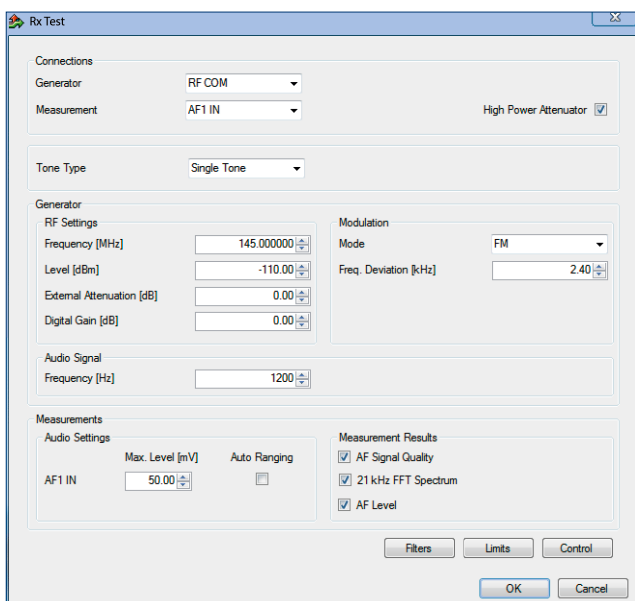 Rx Test
Connections
Generator RF COM
Measurement AF1 IN High Power Attenuator
Tone Type Single Tone
Generator
RF Settings Modulation
Frequency [MHz] 145.000000 Mode FM
Level [dBm] -110.00 Freq. Deviation [kHz] 2.40
External Attenuation [dB] 0.00
Digital Gain [dB] 0.00
Audio Signal
Frequency [Hz] 1200
Measurements
Audio Settings Measurement Results
Max. Level [mV] Auto Ranging AF Signal Quality
AF1 IN 50.00 21 kHz FFT Spectrum
AF Level
Filters Limits Control
OK Cancel